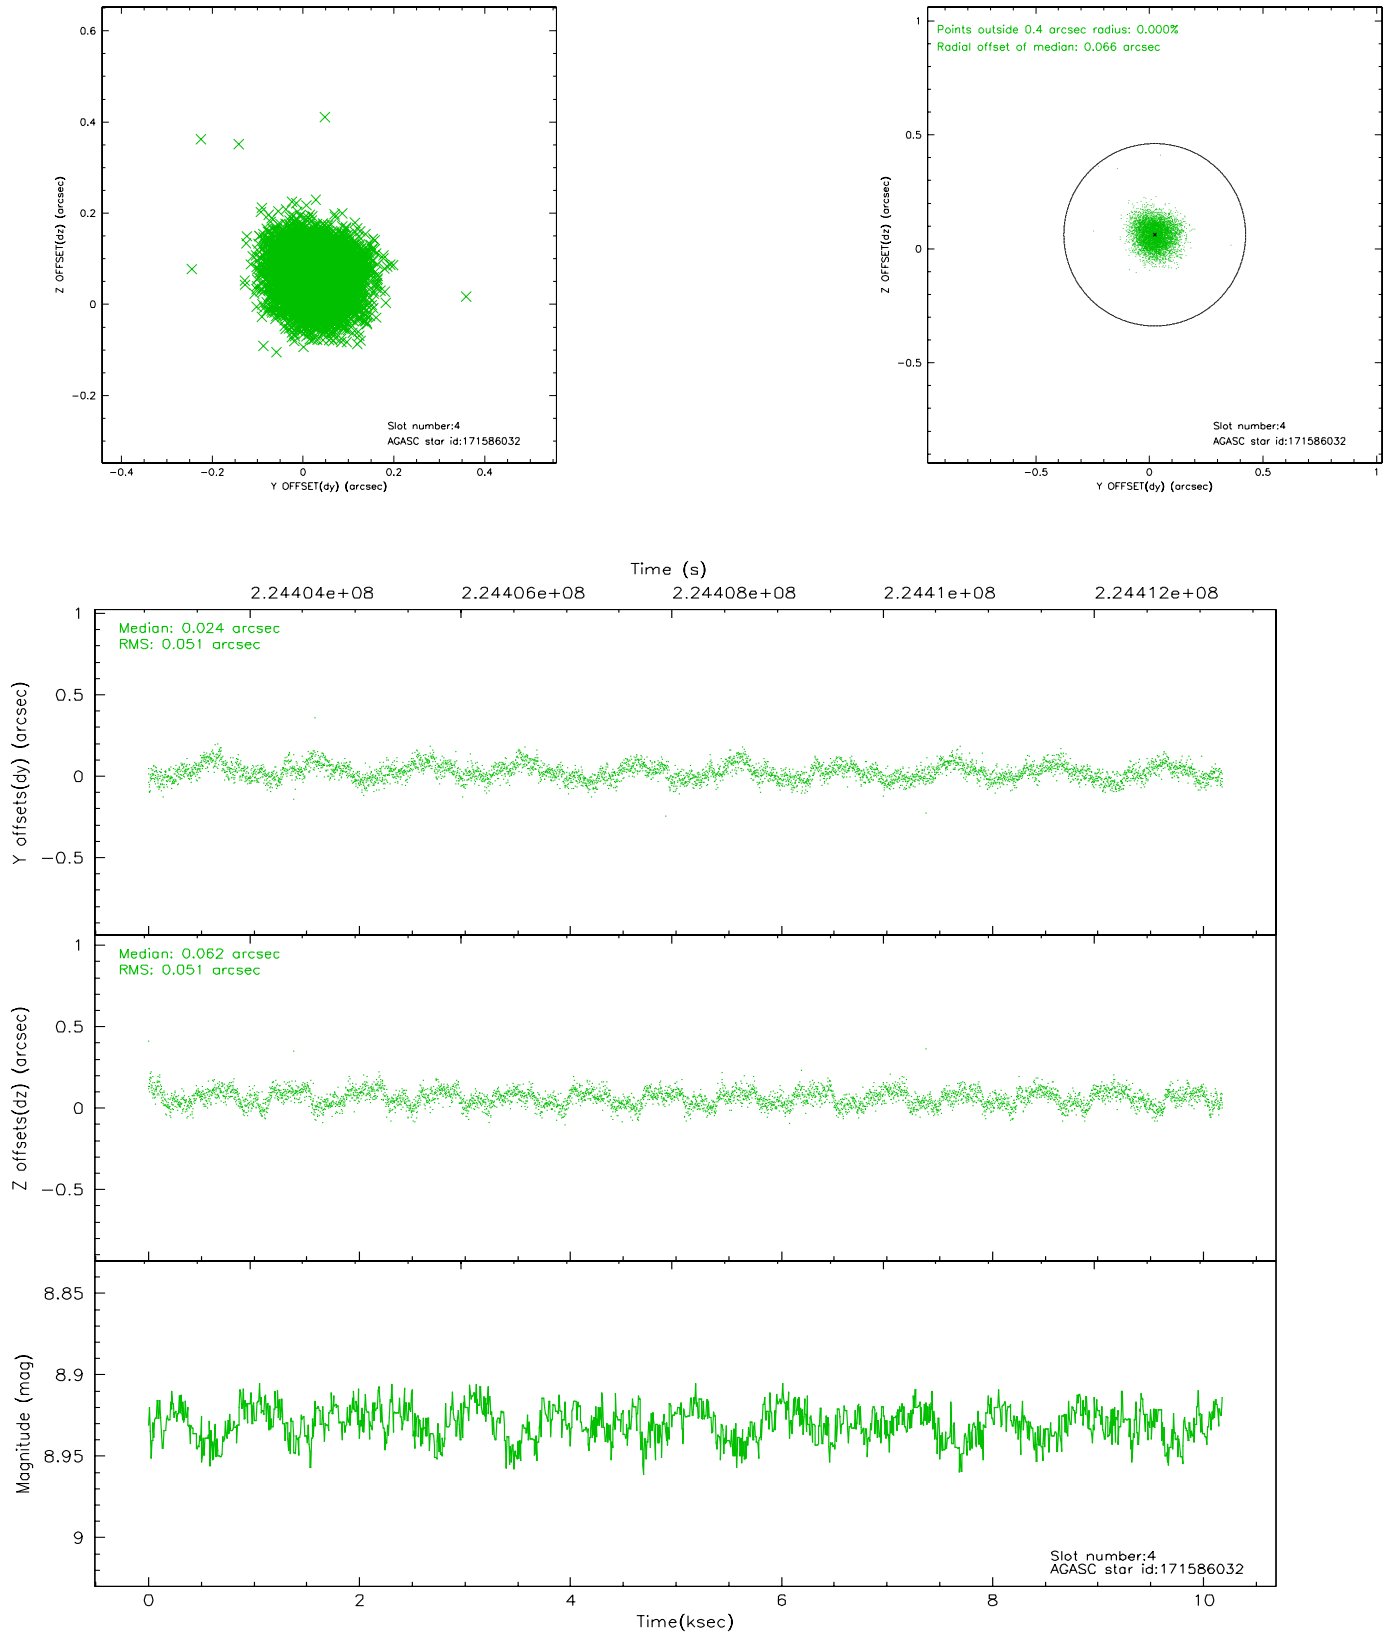 0.6
0.4
0.2
0
−0.2
Z OFFSET(dz) (arcsec)
Slot number:4
AGASC star id:171586032
−0.4 −0.2 0 0.2 0.4
Y OFFSET(dy) (arcsec)
Points outside 0.4 arcsec radius: 0.000%
Radial offset of median: 0.066 arcsec
1
0.5
0
−0.5
Z OFFSET(dz) (arcsec)
Slot number:4
AGASC star id:171586032
−0.5 0 0.5 1
Y OFFSET(dy) (arcsec)
Time (s)
2.24404e+08 2.24406e+08 2.24408e+08 2.2441e+08 2.24412e+08
Median: 0.024 arcsec
RMS: 0.051 arcsec
1
0.5
0
−0.5
Y offsets(dy) (arcsec)
Median: 0.062 arcsec
RMS: 0.051 arcsec
1
0.5
0
−0.5
Z offsets(dz) (arcsec)
8.85
8.9
8.95
9
Magnitude (mag)
Slot number:4
AGASC star id:171586032
0 2 4 6 8 10
Time(ksec)